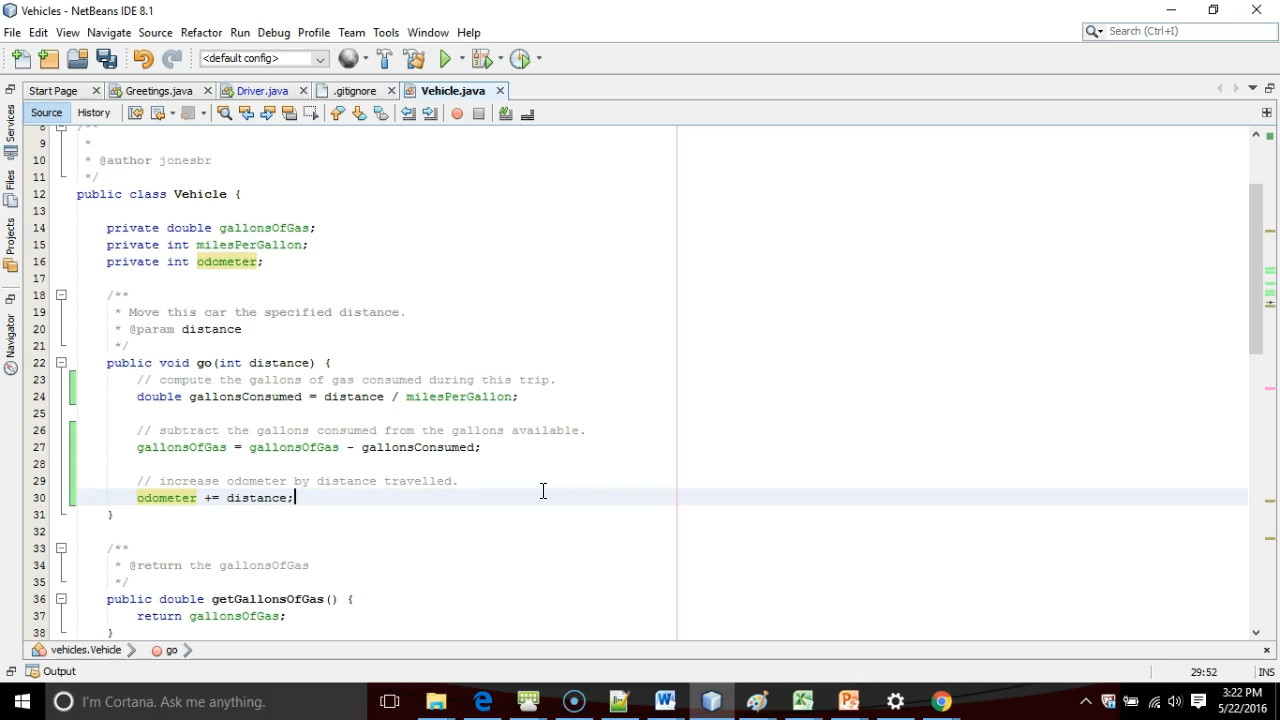 Vehicles - NetBeans IDE 8.1
File Edit View Navigate Source Refactor Run Debug Profile Team Tools Window Help
Search (Ctrl+I)
<default config>
Start Page Greetings.java Driver.java .gitignore Vehicle.java
Source History
Services
Files
Projects
Navigator
8 /**
9 *
10 * @author jonesbr
11 */
12 public class Vehicle {
13
14 private double gallonsOfGas;
15 private int milesPerGallon;
16 private int odometer;
17
18 /**
19 * Move this car the specified distance.
20 * @param distance
21 */
22 public void go(int distance) {
23 // compute the gallons of gas consumed during this trip.
24 double gallonsConsumed = distance / milesPerGallon;
25
26 // subtract the gallons consumed from the gallons available.
27 gallonsOfGas = gallonsOfGas - gallonsConsumed;
28
29 // increase odometer by distance travelled.
30 odometer += distance;
31 }
32
33 /**
34 * @return the gallonsOfGas
35 */
36 public double getGallonsOfGas() {
37 return gallonsOfGas;
38 }
vehicles.Vehicle go
Output
29:52 INS
I'm Cortana. Ask me anything.
3:22 PM
5/22/2016